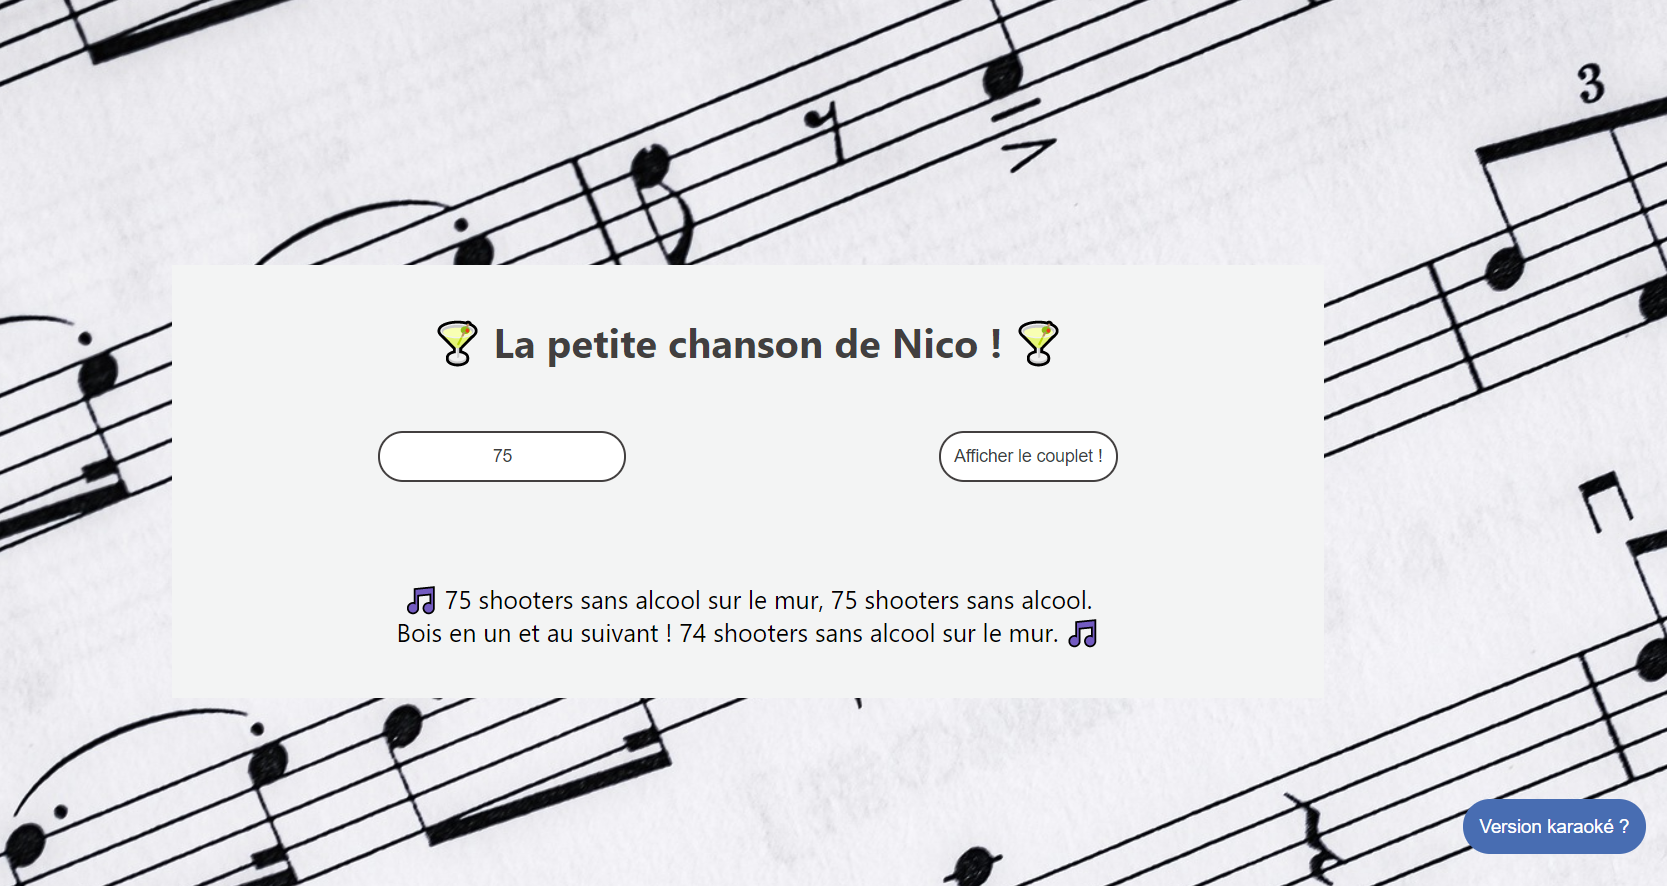 La petite chanson de Nico !
75
Afficher le couplet !
75 shooters sans alcool sur le mur, 75 shooters sans alcool.
Bois en un et au suivant ! 74 shooters sans alcool sur le mur.
3
Version karaoké ?